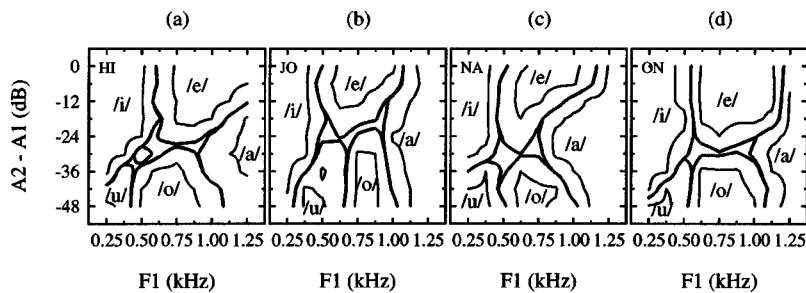 (a) (b) (c) (d)
A2 - A1 (dB)
0
-12
-24
-36
-48
HI /i/ /e/ /a/ /u/ /o/
JO /i/ /e/ /a/ /u/ /o/
NA /i/ /e/ /a/ /u/ /o/
ON /i/ /e/ /a/ /u/ /o/
0.25 0.50 0.75 1.00 1.25 0.25 0.50 0.75 1.00 1.25 0.25 0.50 0.75 1.00 1.25 0.25 0.50 0.75 1.00 1.25
F1 (kHz) F1 (kHz) F1 (kHz) F1 (kHz)